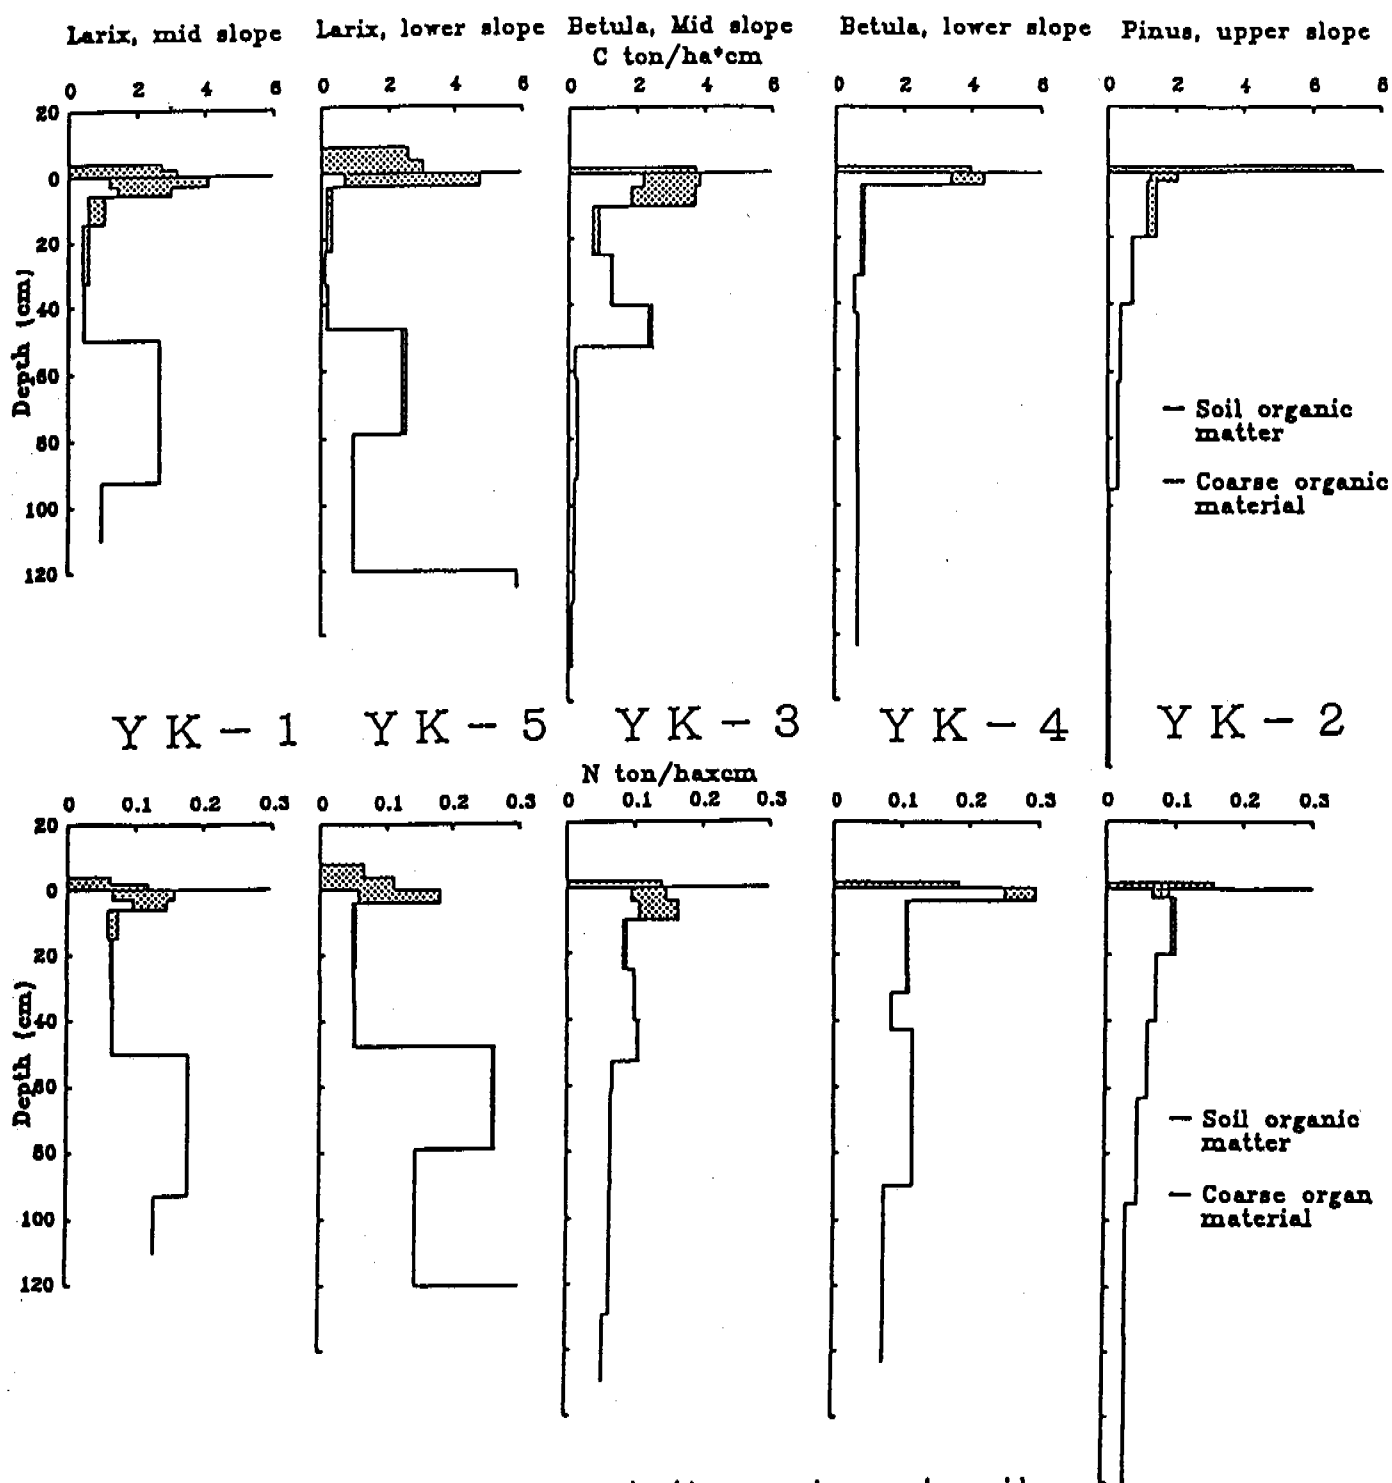 Larix, mid slope
Larix, lower slope
Betula, Mid slope
Betula, lower slope
Pinus, upper slope
C ton/ha*cm
0 2 4 6
0 2 4 6
0 2 4 6
0 2 4 6
0 2 4 6 8
20
0
20
40
60
80
100
120
Depth (cm)
Soil organic
matter
Coarse organic
material
YK-1
YK-5
YK-3
YK-4
YK-2
N ton/haxcm
0 0.1 0.2 0.3
0 0.1 0.2 0.3
0 0.1 0.2 0.3
0 0.1 0.2 0.3
0 0.1 0.2 0.3
20
0
20
40
60
80
100
120
Depth (cm)
Soil organic
matter
Coarse organ
material